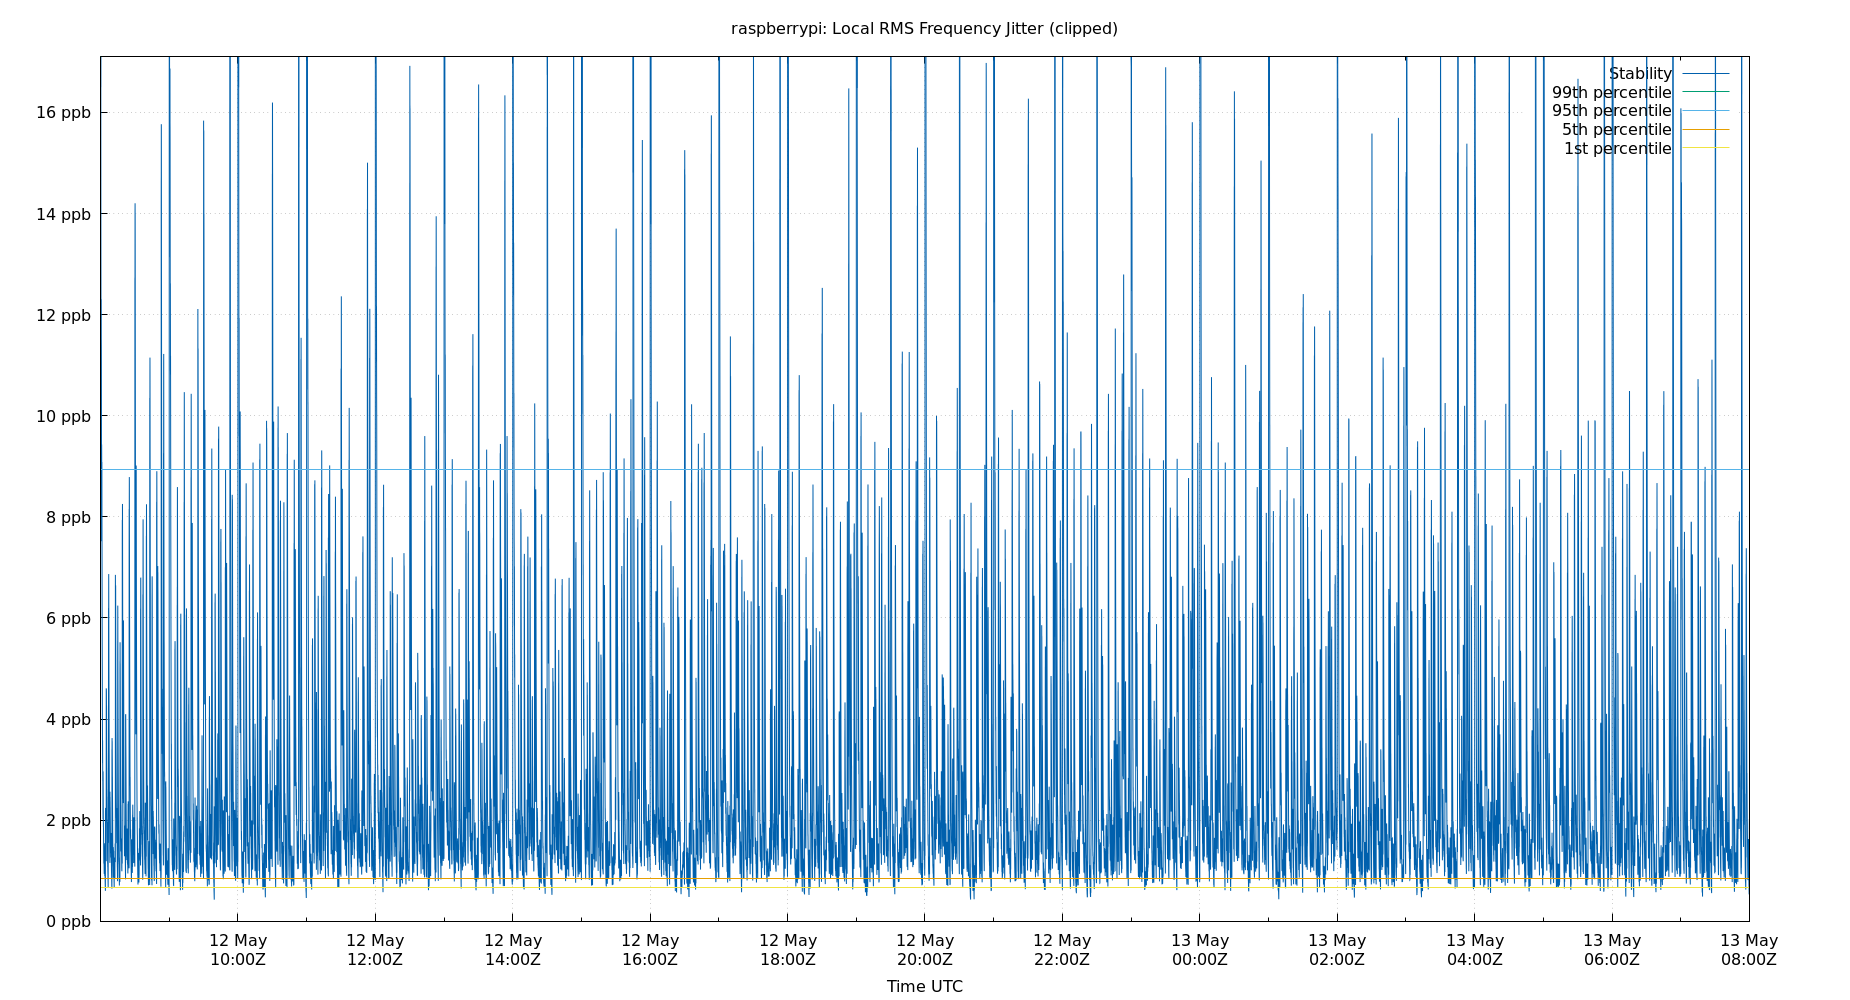 raspberrypi: Local RMS Frequency Jitter (clipped)
Stability
99th percentile
95th percentile
5th percentile
1st percentile
16 ppb
14 ppb
12 ppb
10 ppb
8 ppb
6 ppb
4 ppb
2 ppb
0 ppb
12 May 12 May 12 May 12 May 12 May 12 May 12 May 13 May 13 May 13 May 13 May 13 May
10:00Z 12:00Z 14:00Z 16:00Z 18:00Z 20:00Z 22:00Z 00:00Z 02:00Z 04:00Z 06:00Z 08:00Z
Time UTC